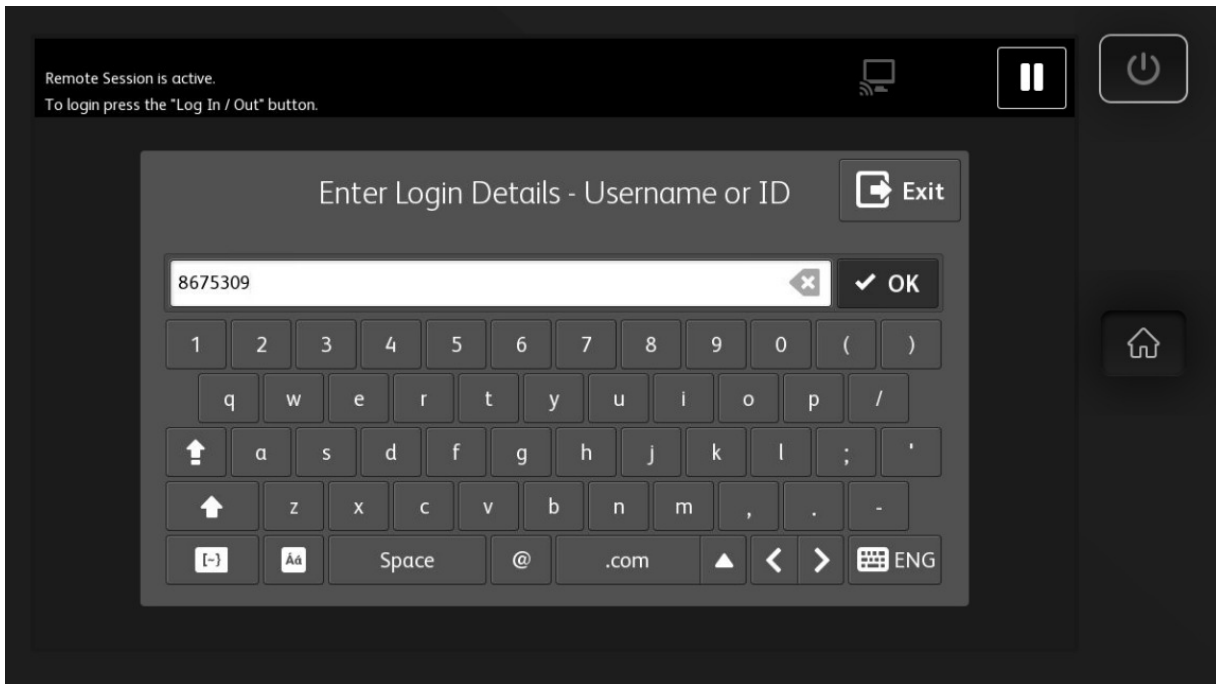 Remote Session is active.
To login press the "Log In / Out" button.
Enter Login Details - Username or ID
Exit
8675309
OK
1 2 3 4 5 6 7 8 9 0 ( )
q w e r t y u i o p /
a s d f g h j k l ; '
z x c v b n m , . -
[~} Áá Space @ .com ENG